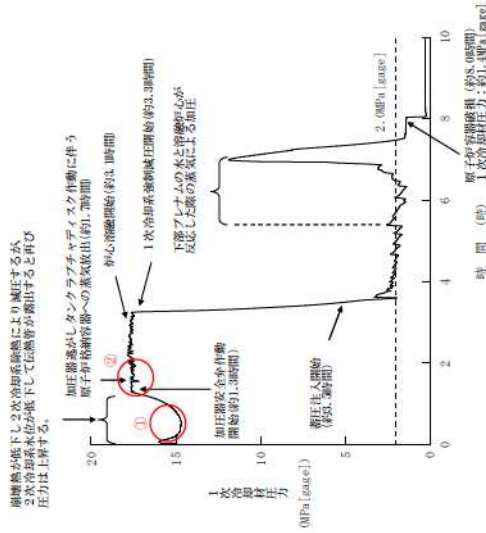 崩壊熱が低下し2次冷却系除熱により減圧するが、
2次冷却系水位が低下して伝熱管が露出すると再び
圧力は上昇する。
加圧器逃がしタンクラプチャディスク作動に伴う
原子炉格納容器への蒸気放出(約1.7時間)
炉心溶融開始(約3.1時間)
1次冷却系強制減圧開始(約3.3時間)
下部プレナムの水と溶融炉心が
反応した際の蒸気による加圧
①
②
加圧器安全弁作動
開始(約1.3時間)
蓄圧注入開始
(約3.5時間)
2.0MPa[gage]
原子炉容器破損(約8.0時間)
1次冷却材圧力:約1.4MPa[gage]
1次冷却材圧力
(MPa[gage])
20
15
10
5
0
0
2
4
6
8
10
時間(時)